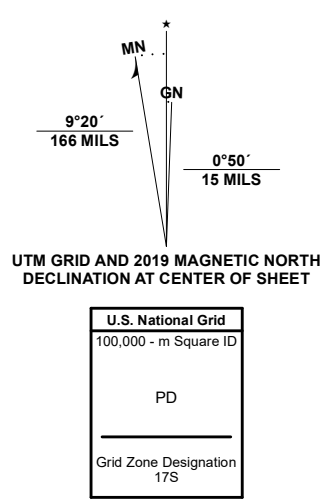 MN
GN
9°20´
166 MILS
0°50´
15 MILS
UTM GRID AND 2019 MAGNETIC NORTH
DECLINATION AT CENTER OF SHEET
U.S. National Grid
100,000 - m Square ID
PD
Grid Zone Designation
17S